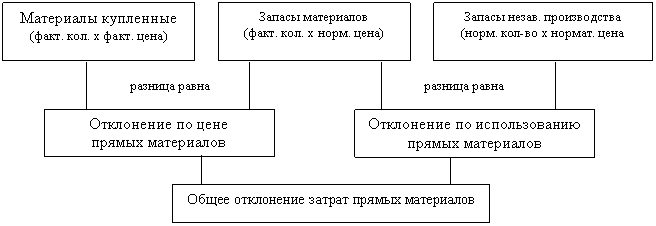 Материалы купленные
(факт. кол. х факт. цена)
Запасы материалов
(факт. кол. х норм. цена)
Запасы незав. производства
(норм. кол-во х нормат. цена
разница равна
разница равна
Отклонение по цене
прямых материалов
Отклонение по использованию
прямых материалов
Общее отклонение затрат прямых материалов